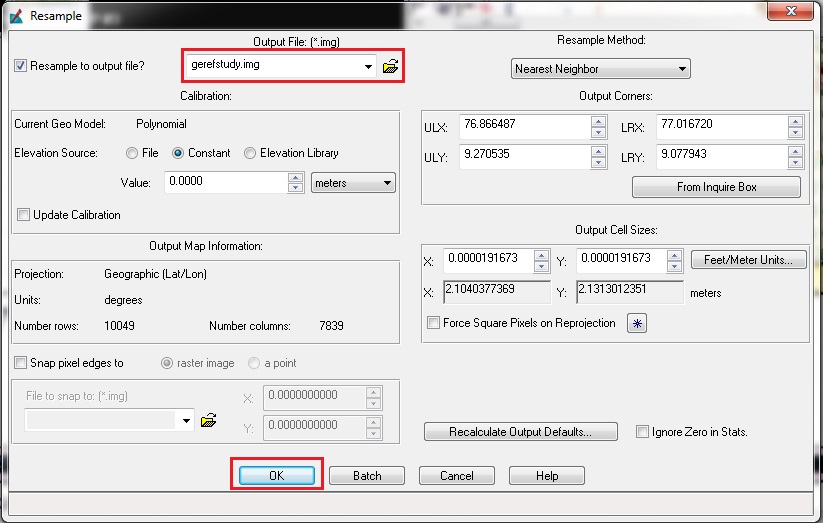 Resample
Output File: (*.img)
Resample to output file?
gerefstudy.img
Resample Method:
Nearest Neighbor
Calibration:
Current Geo Model: Polynomial
Elevation Source: File Constant Elevation Library
Value: 0.0000 meters
Update Calibration
Output Corners:
ULX: 76.866487 LRX: 77.016720
ULY: 9.270535 LRY: 9.077943
From Inquire Box
Output Map Information:
Projection: Geographic (Lat/Lon)
Units: degrees
Number rows: 10049 Number columns: 7839
Output Cell Sizes:
X: 0.0000191673 Y: 0.0000191673 Feet/Meter Units...
X: 2.1040377369 Y: 2.1313012351 meters
Force Square Pixels on Reprojection
Snap pixel edges to raster image a point
File to snap to: (*.img)
X: 0.0000000000
Y: 0.0000000000
Recalculate Output Defaults... Ignore Zero in Stats.
OK Batch Cancel Help